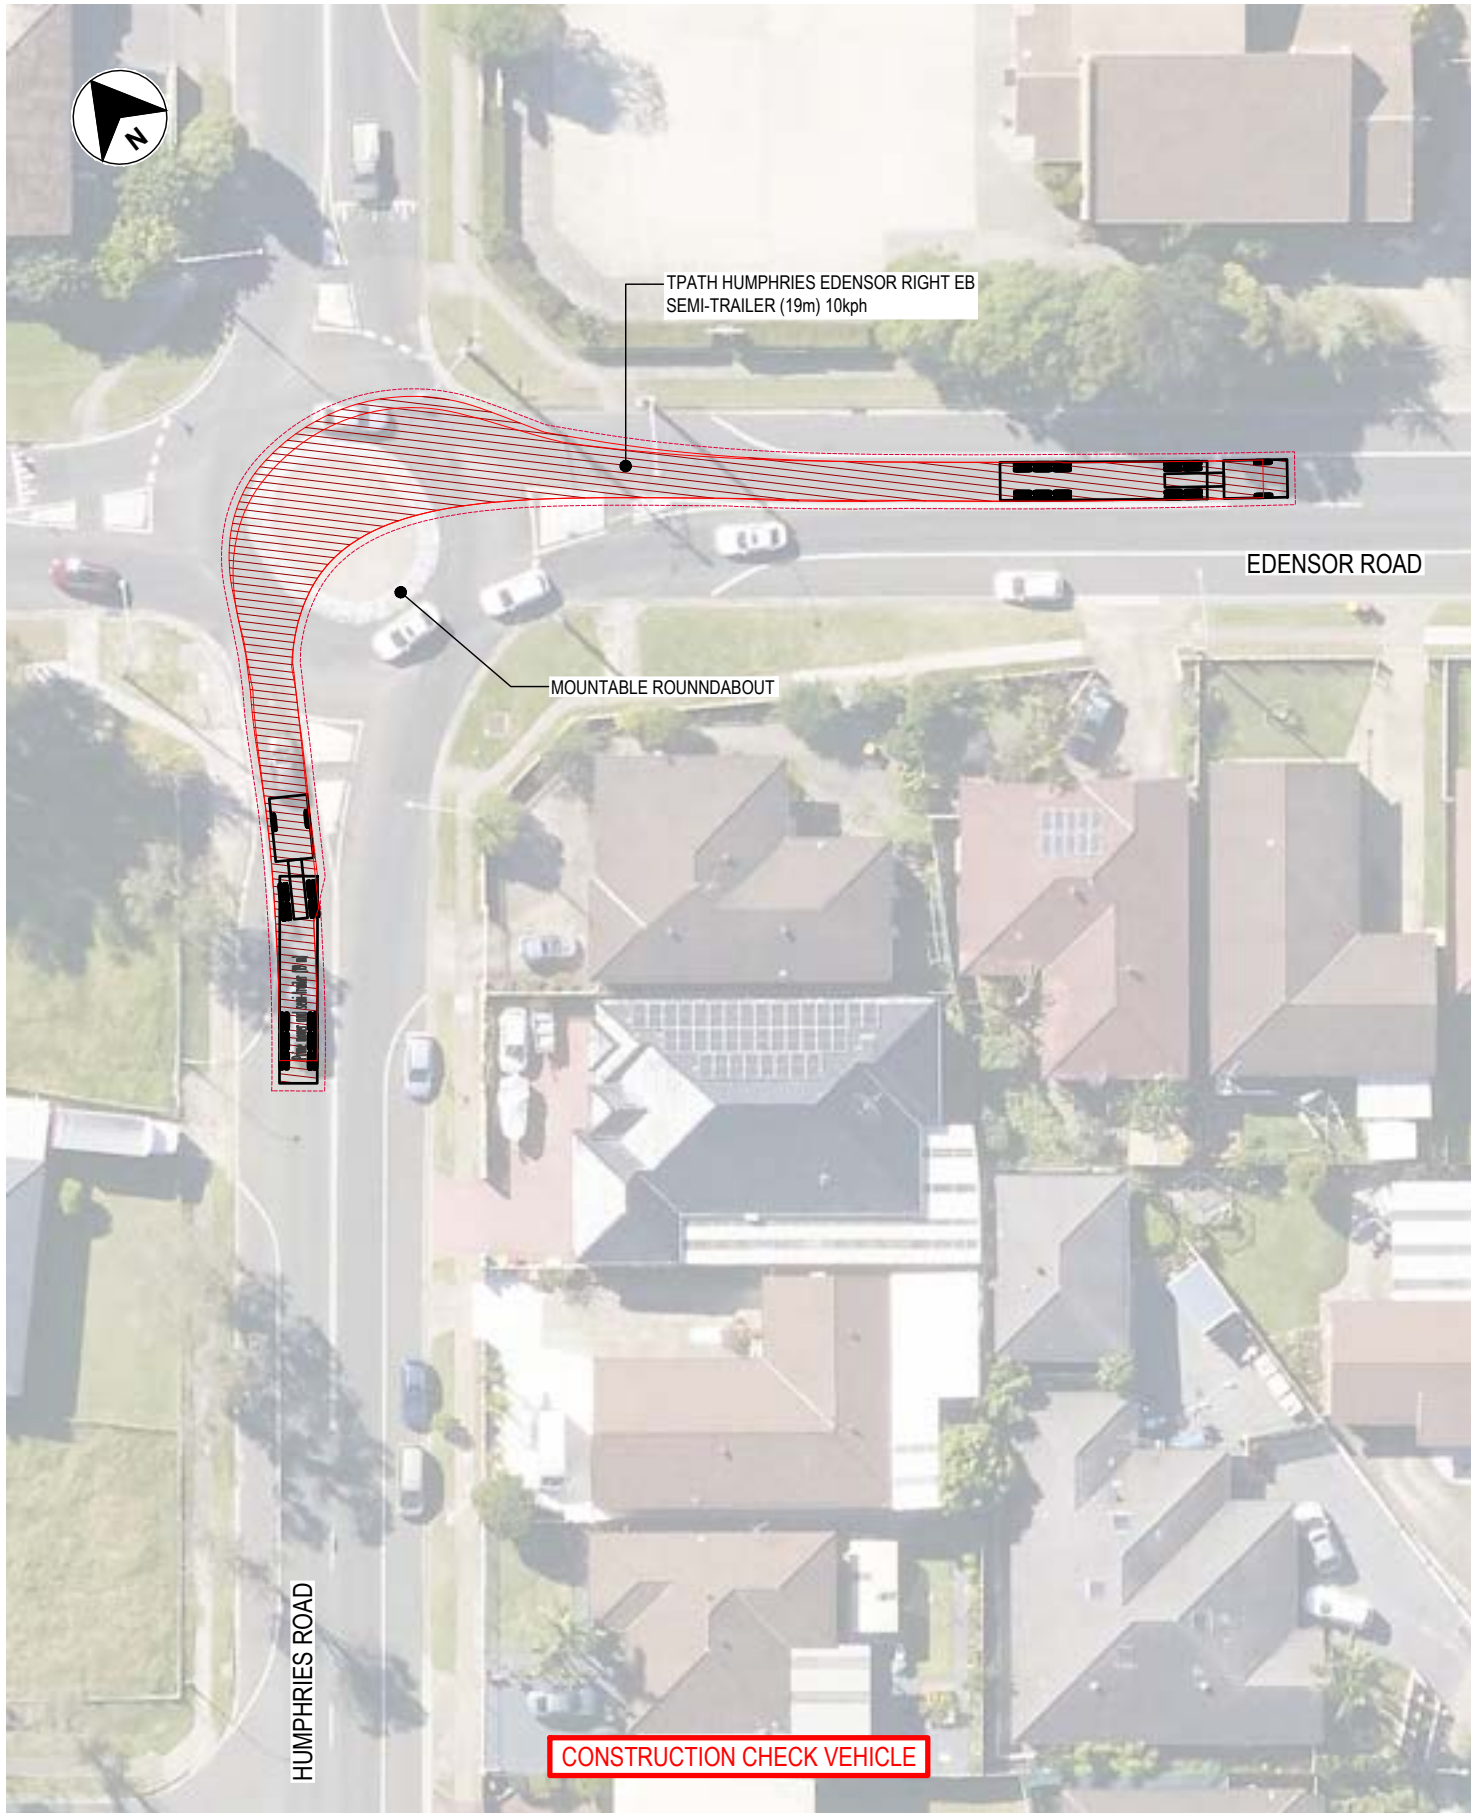 N
TPATH HUMPHRIES EDENSOR RIGHT EB
SEMI-TRAILER (19m) 10kph
EDENSOR ROAD
MOUNTABLE ROUNNDABOUT
HUMPHRIES ROAD
CONSTRUCTION CHECK VEHICLE